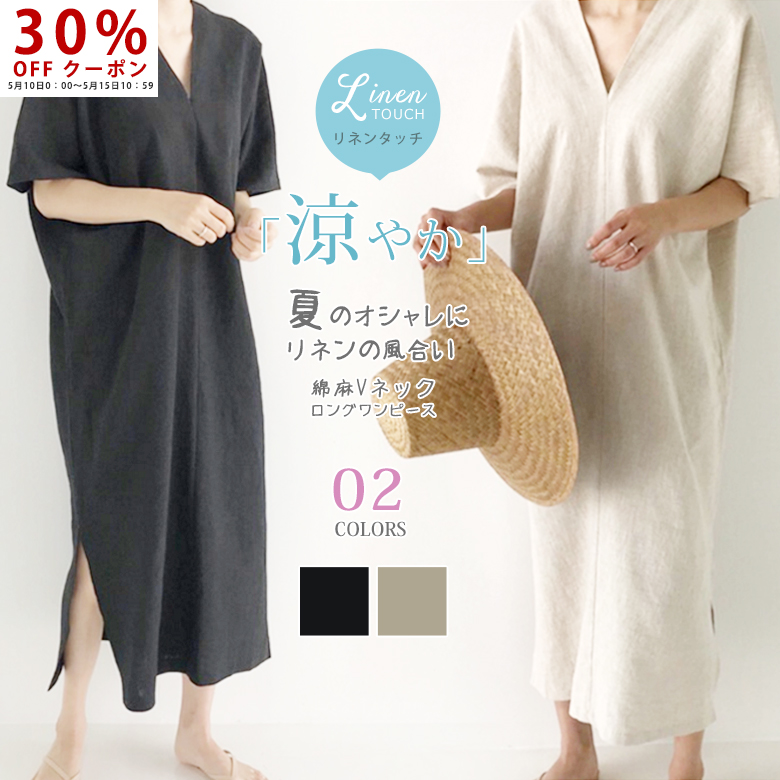 30%
OFF クーポン
5月10日0：00〜5月15日10：59
Linen
TOUCH
リネンタッチ
「涼やか」
夏のオシャレに
リネンの風合い
綿麻Vネック
ロングワンピース
02
COLORS